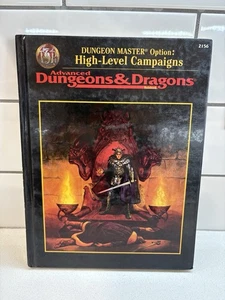 DUNGEON MASTER® Option:
High-Level Campaigns
2156
Advanced
Dungeons & Dragons